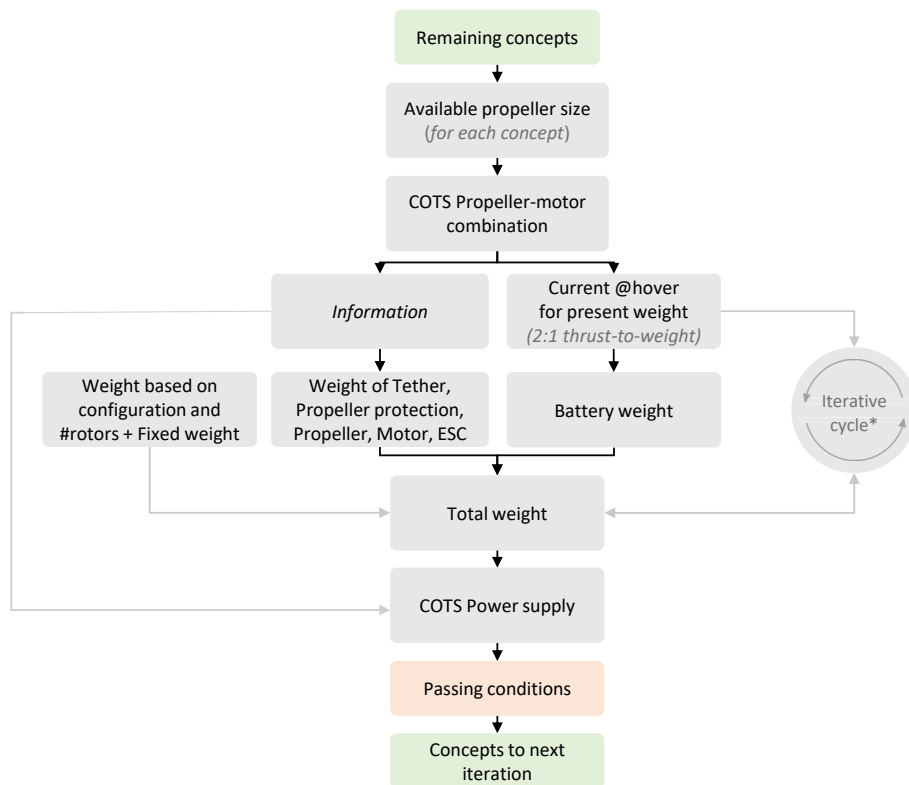 Remaining concepts
Available propeller size
(for each concept)
COTS Propeller-motor
combination
Information
Current @hover
for present weight
(2:1 thrust-to-weight)
Weight based on
configuration and
#rotors + Fixed weight
Weight of Tether,
Propeller protection,
Propeller, Motor, ESC
Battery weight
Iterative
cycle*
Total weight
COTS Power supply
Passing conditions
Concepts to next
iteration